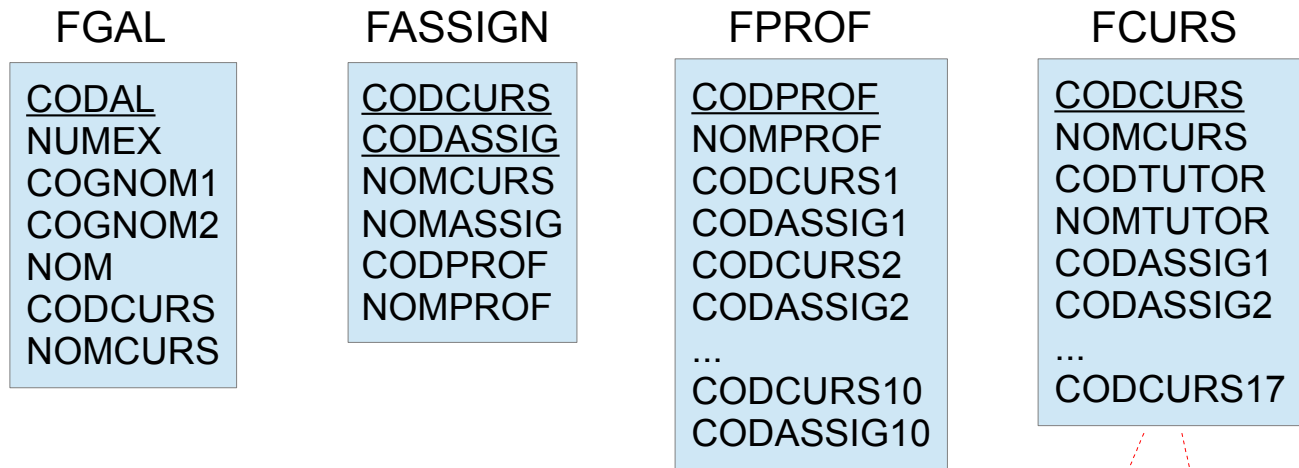 FGAL
CODAL
NUMEX
COGNOM1
COGNOM2
NOM
CODCURS
NOMCURS
FASSIGN
CODCURS
CODASSIG
NOMCURS
NOMASSIG
CODPROF
NOMPROF
FPROF
CODPROF
NOMPROF
CODCURS1
CODASSIG1
CODCURS2
CODASSIG2
...
CODCURS10
CODASSIG10
FCURS
CODCURS
NOMCURS
CODTUTOR
NOMTUTOR
CODASSIG1
CODASSIG2
...
CODCURS17